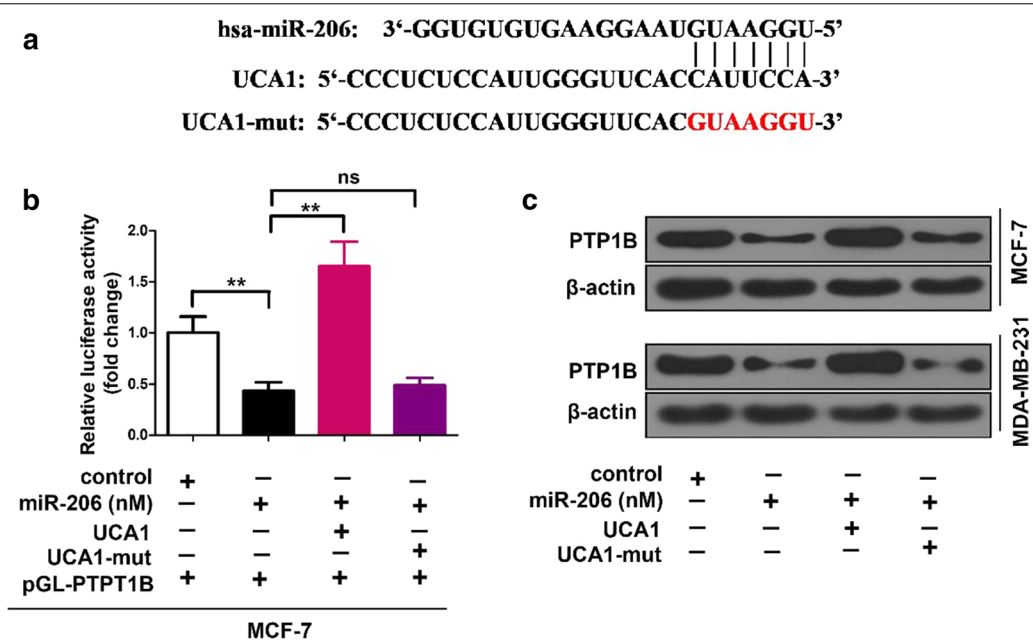 a
hsa-miR-206: 3‘-GGUGUGUGAAGGAAUGUAAGGU-5’
UCA1: 5‘-CCCUCUCCAUUGGGUUCACCAUUCCA-3’
UCA1-mut: 5‘-CCCUCUCCAUUGGGUUCACGUAAGGU-3’
b
ns
**
**
Relative luciferase activity
(fold change)
2.0
1.5
1.0
0.5
0.0
control + − − −
miR-206 (nM) − + + +
UCA1 − − + −
UCA1-mut − − − +
pGL-PTPT1B + + + +
MCF-7
c
PTP1B
β-actin
MCF-7
PTP1B
β-actin
MDA-MB-231
control + − − −
miR-206 (nM) − + + +
UCA1 − − + −
UCA1-mut − − − +